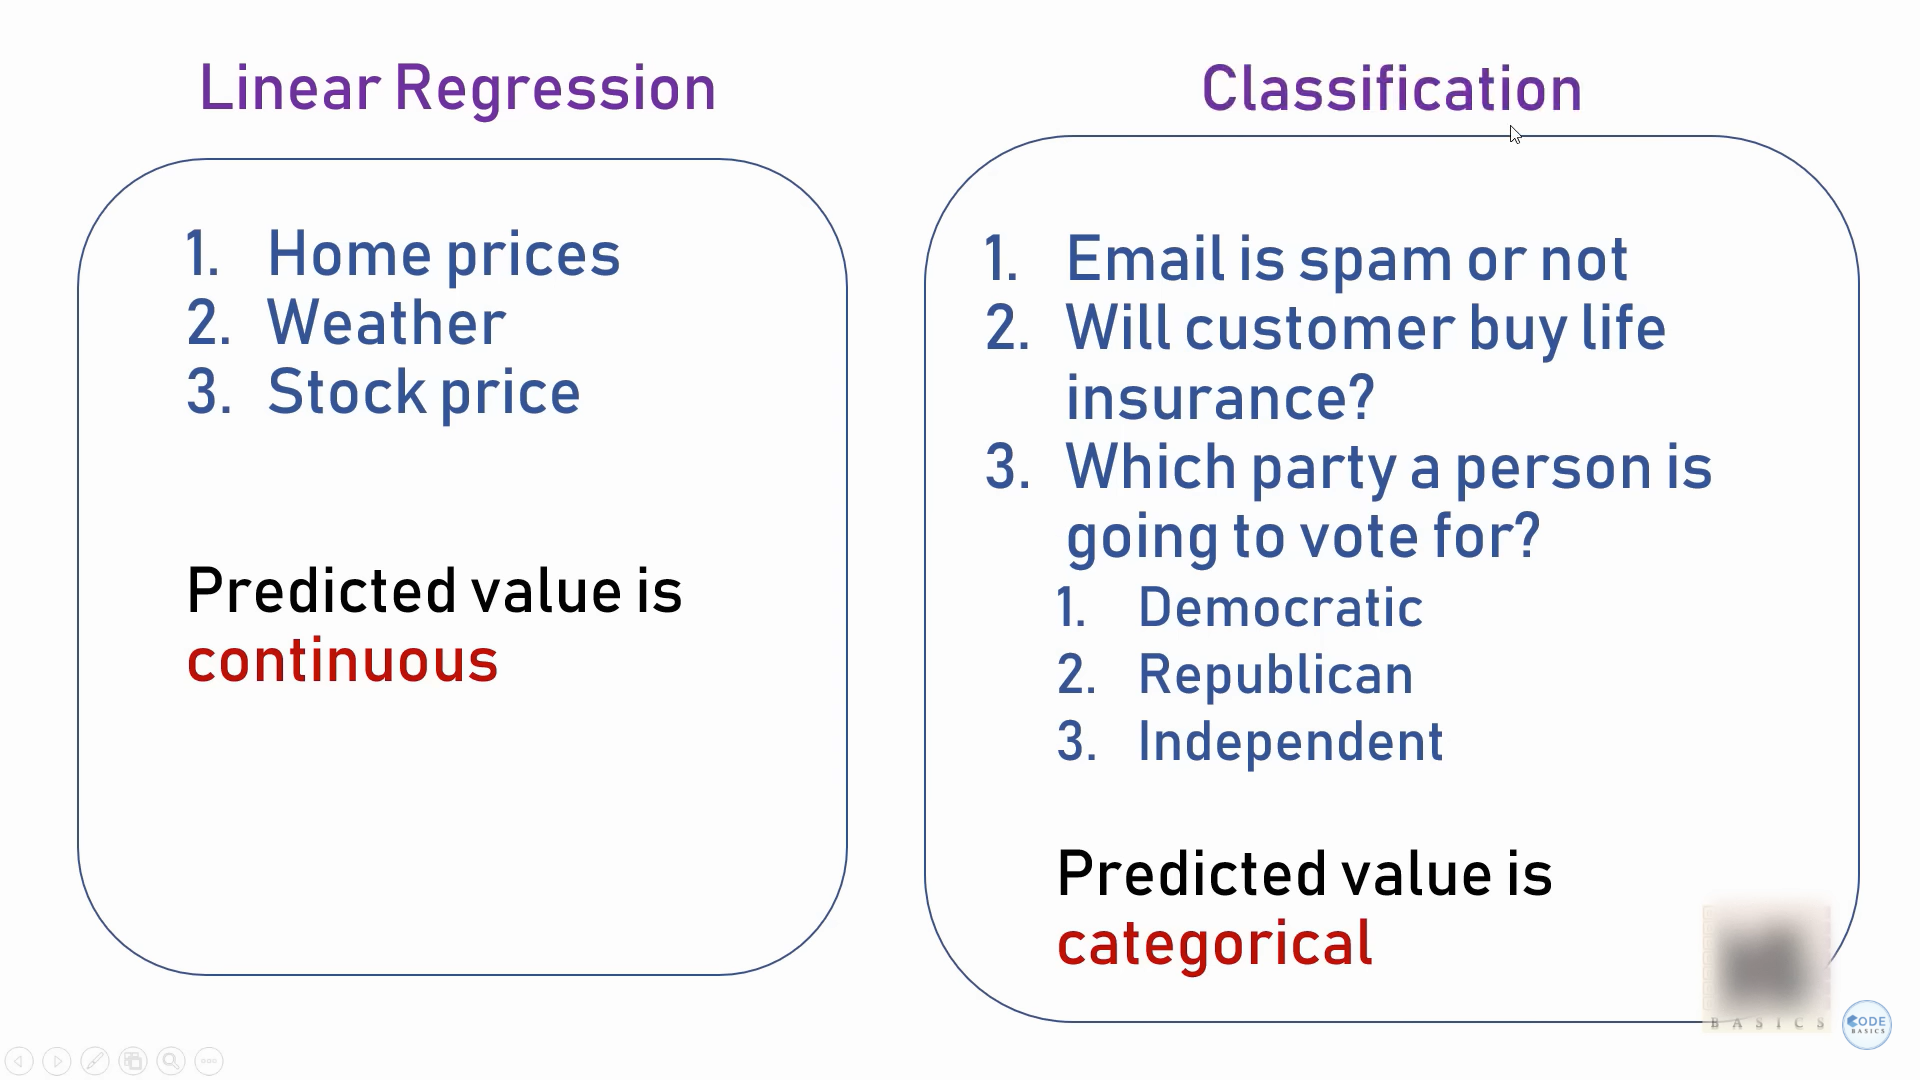 Linear Regression
1. Home prices
2. Weather
3. Stock price
Predicted value is
continuous
Classification
1. Email is spam or not
2. Will customer buy life
insurance?
3. Which party a person is
going to vote for?
1. Democratic
2. Republican
3. Independent
Predicted value is
categorical
BASICS
CODE
BASICS